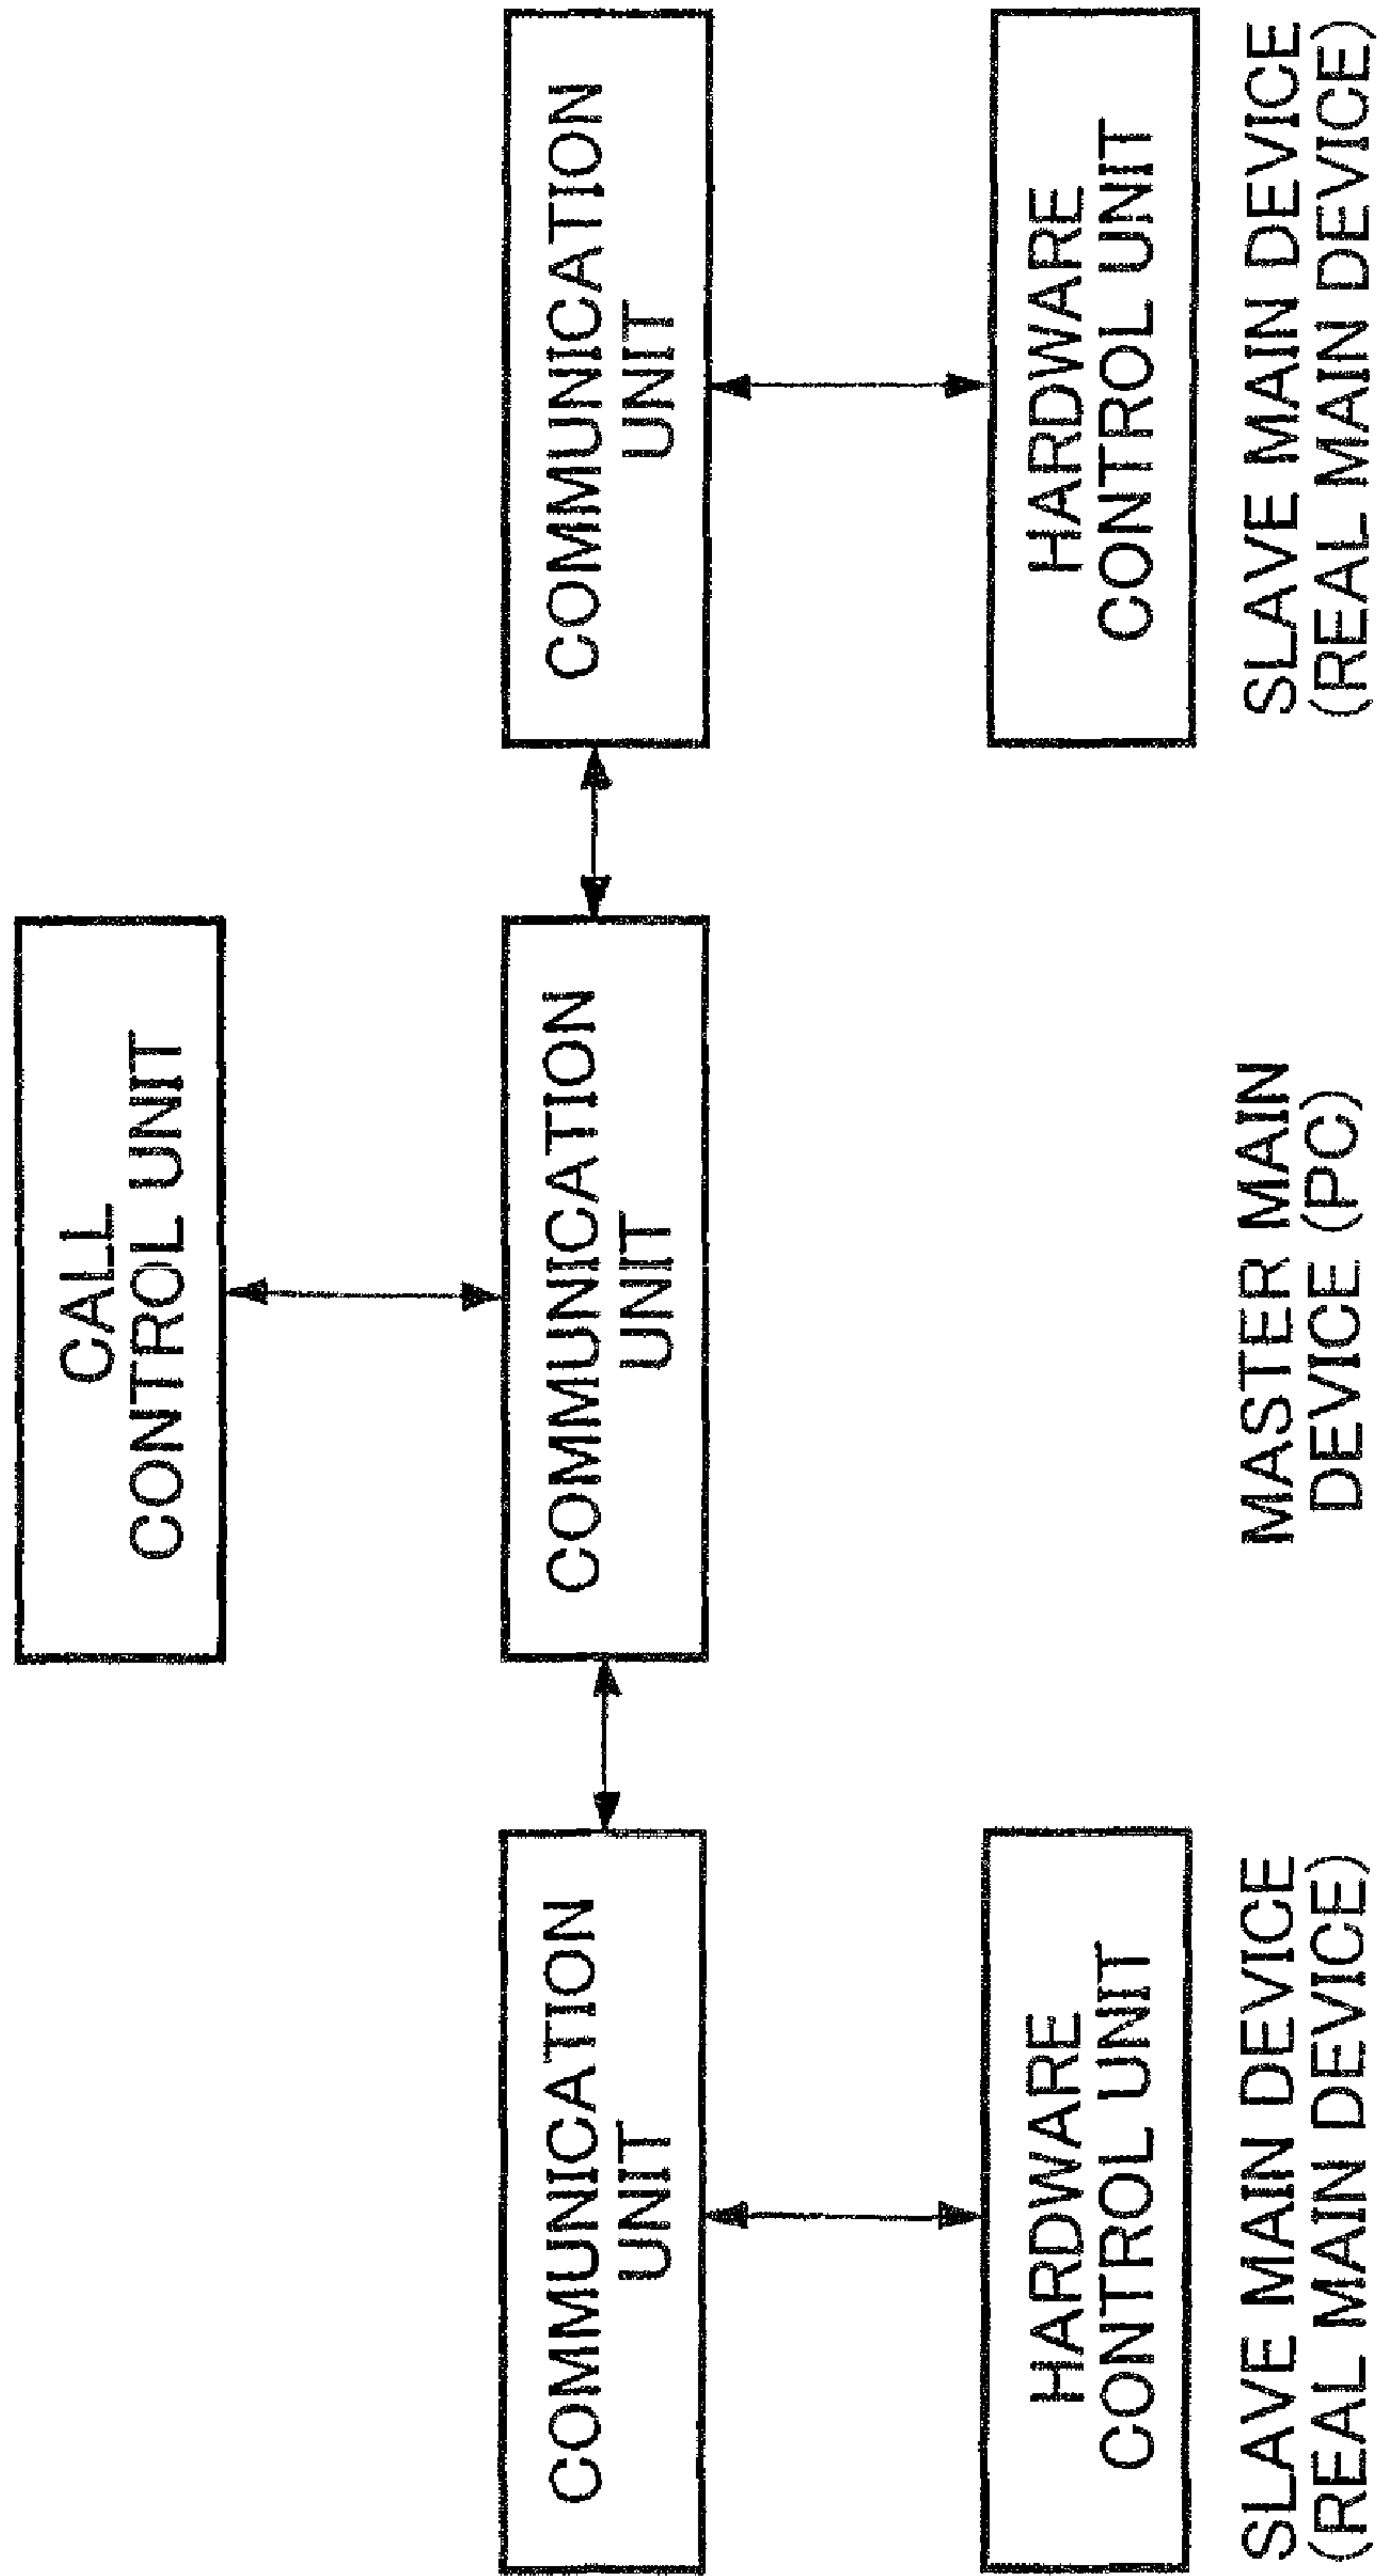 CALL
CONTROL UNIT
COMMUNICATION
UNIT
COMMUNICATION
UNIT
COMMUNICATION
UNIT
HARDWARE
CONTROL UNIT
HARDWARE
CONTROL UNIT
SLAVE MAIN DEVICE
(REAL MAIN DEVICE)
MASTER MAIN
DEVICE (PC)
SLAVE MAIN DEVICE
(REAL MAIN DEVICE)